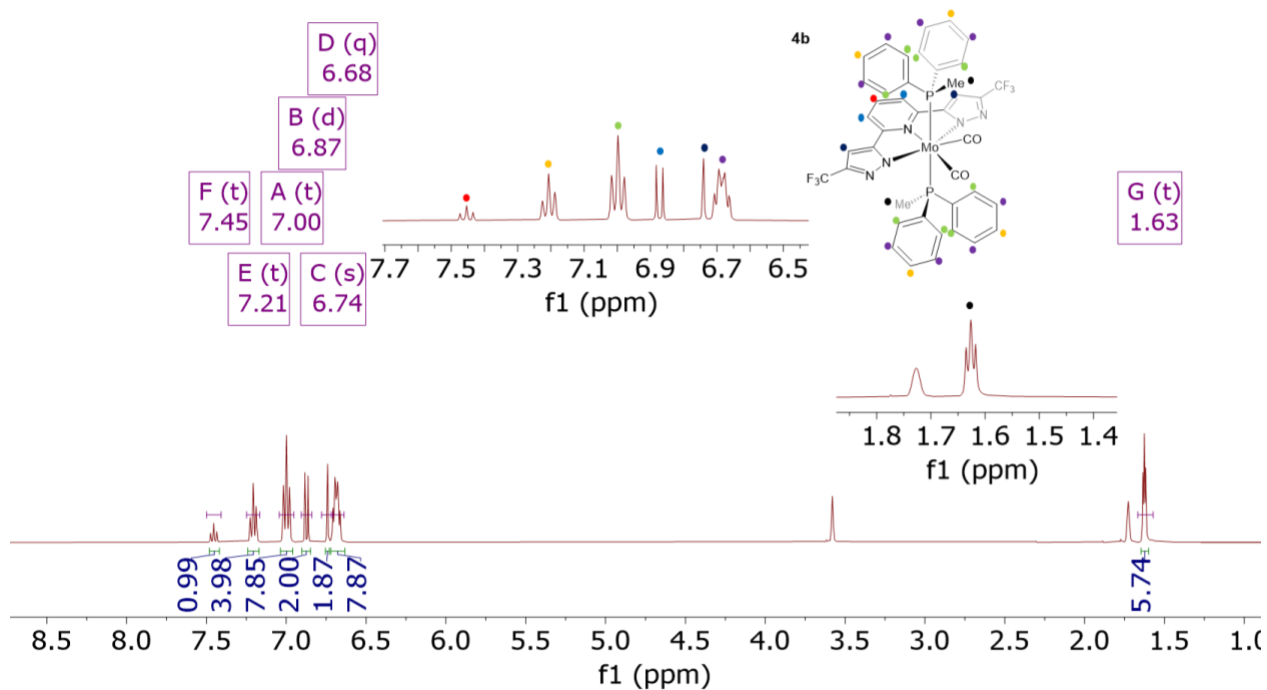 D (q)
6.68
B (d)
6.87
F (t)
7.45
A (t)
7.00
E (t)
7.21
C (s)
6.74
7.7 7.5 7.3 7.1 6.9 6.7 6.5
f1 (ppm)
4b
Me
P
CF3
N
N
N
N
N
Mo
CO
CO
F3C
P
Me
G (t)
1.63
1.8 1.7 1.6 1.5 1.4
f1 (ppm)
0.99
3.98
7.85
2.00
1.87
7.87
5.74
8.5 8.0 7.5 7.0 6.5 6.0 5.5 5.0 4.5 4.0 3.5 3.0 2.5 2.0 1.5
f1 (ppm)